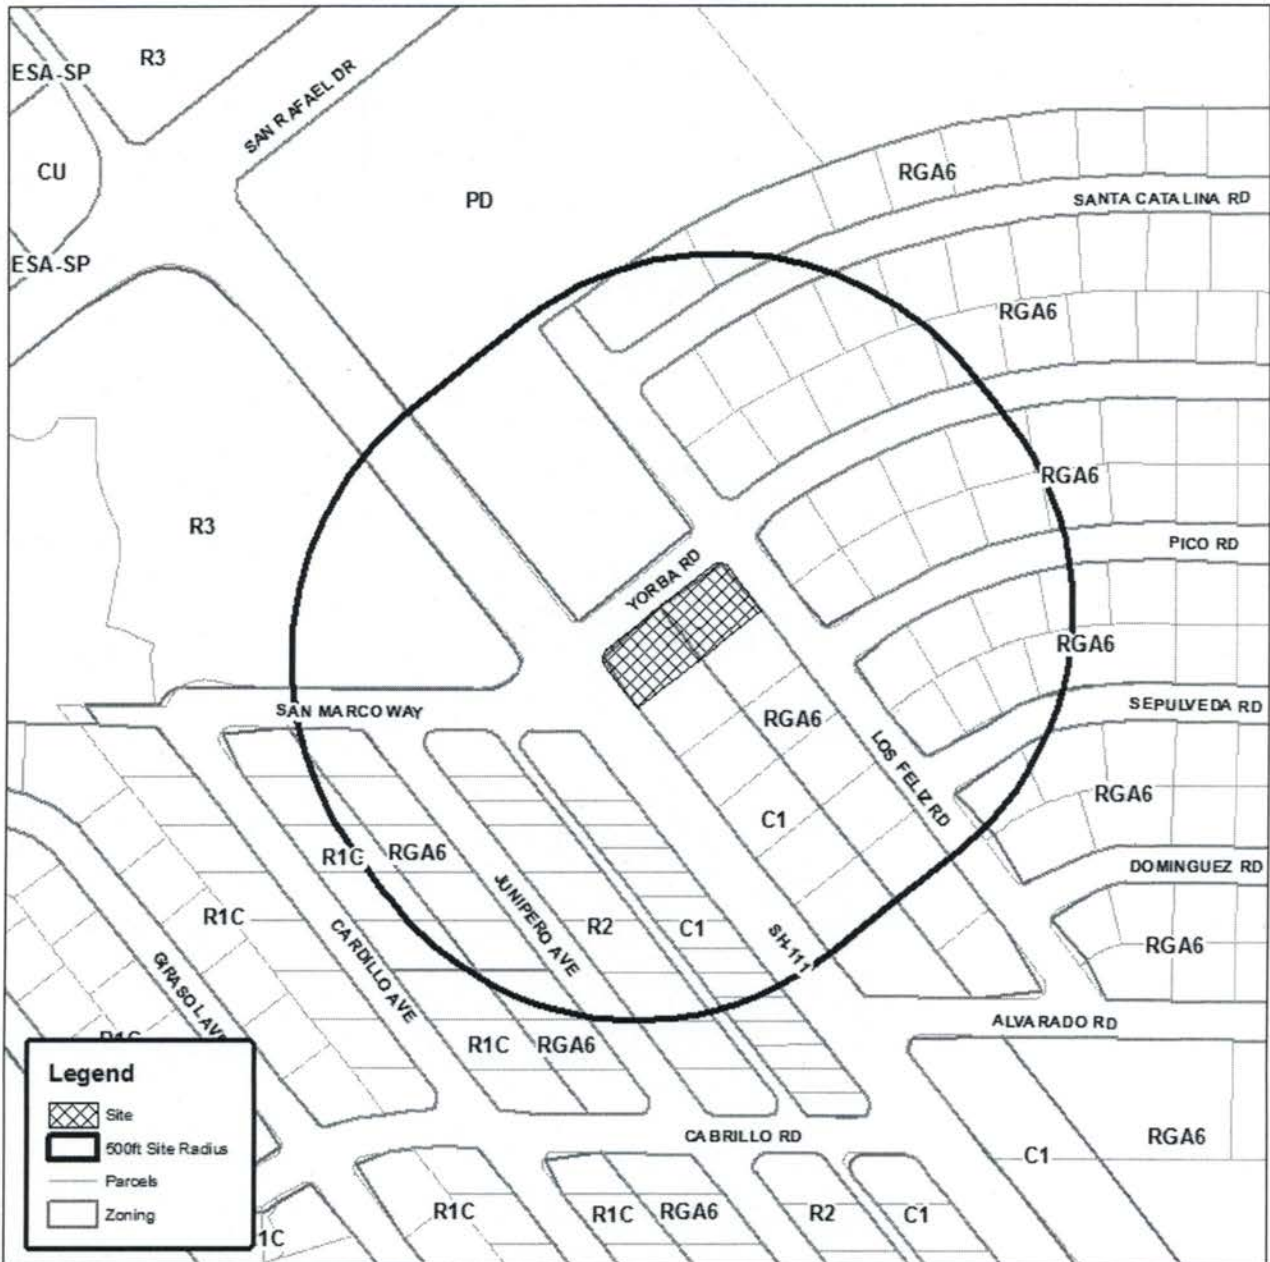 R3
ESA-SP
SAN RAFAEL DR
CU
PD
RGA6
SANTA CATALINA RD
ESA-SP
RGA6
RGA6
R3
PICO RD
YORBA RD
RGA6
SAN MARCO WAY
RGA6
SEPULVEDA RD
LOS FELIZ RD
RGA6
C1
R1C
RGA6
DOMINGUEZ RD
JUNIPERO AVE
R1C
R2
C1
CARDILLO AVE
SH-111
RGA6
GIRASOL AVE
ALVARADO RD
R1C
R1C
RGA6
Legend
Site
500ft Site Radius
Parcels
Zoning
CABRILLO RD
RGA6
C1
R1C
R1C
RGA6
R2
C1
1C